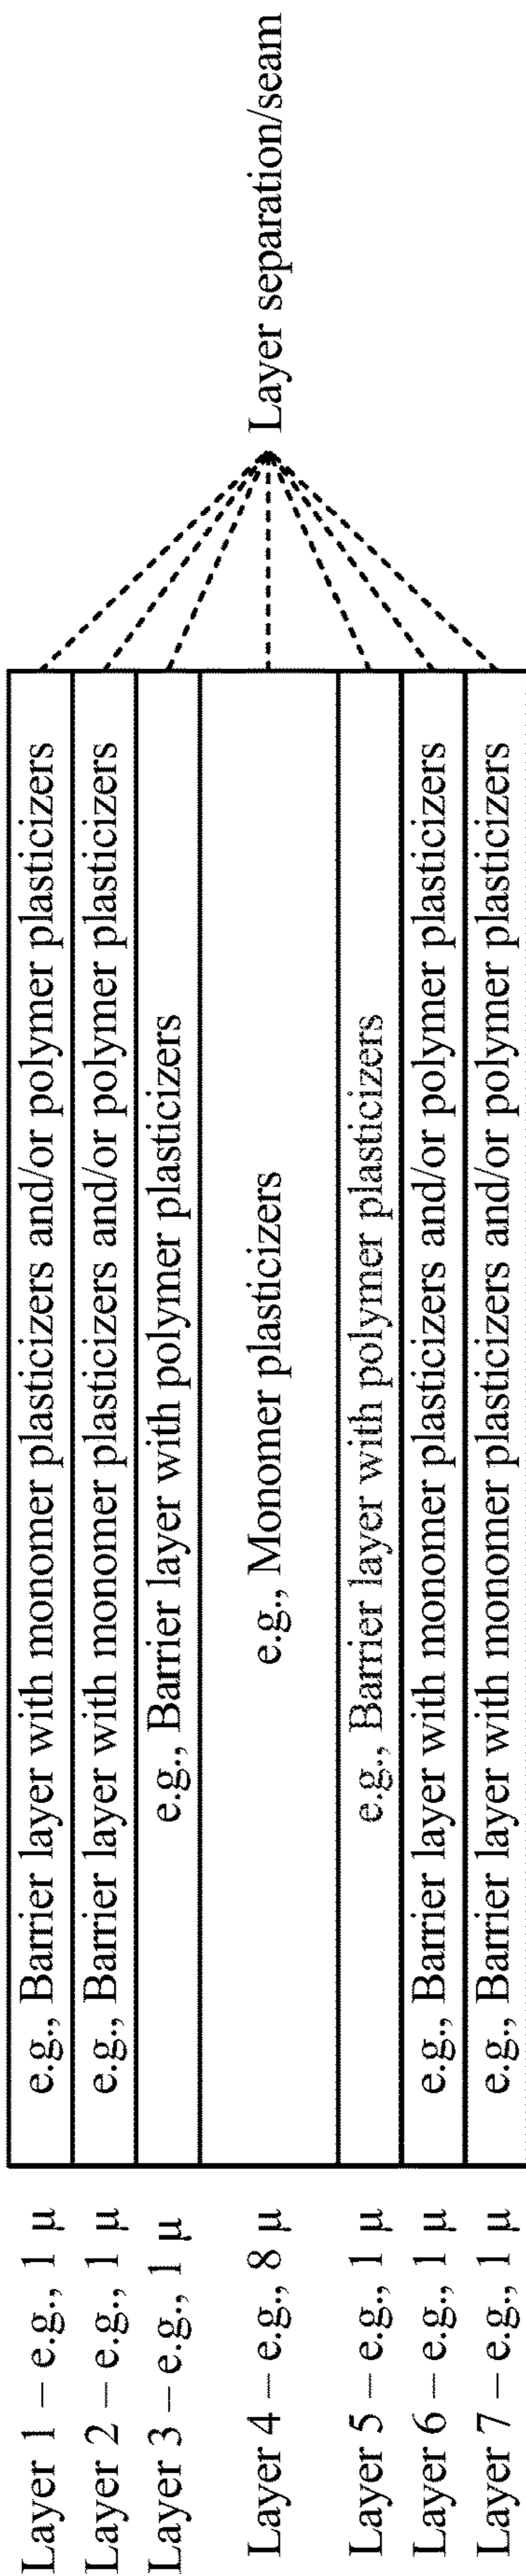 Layer 1 – e.g., 1 μ
e.g., Barrier layer with monomer plasticizers and/or polymer plasticizers
Layer 2 – e.g., 1 μ
e.g., Barrier layer with monomer plasticizers and/or polymer plasticizers
Layer 3 – e.g., 1 μ
e.g., Barrier layer with polymer plasticizers
Layer 4 – e.g., 8 μ
e.g., Monomer plasticizers
Layer separation/seam
Layer 5 – e.g., 1 μ
e.g., Barrier layer with polymer plasticizers
Layer 6 – e.g., 1 μ
e.g., Barrier layer with monomer plasticizers and/or polymer plasticizers
Layer 7 – e.g., 1 μ
e.g., Barrier layer with monomer plasticizers and/or polymer plasticizers